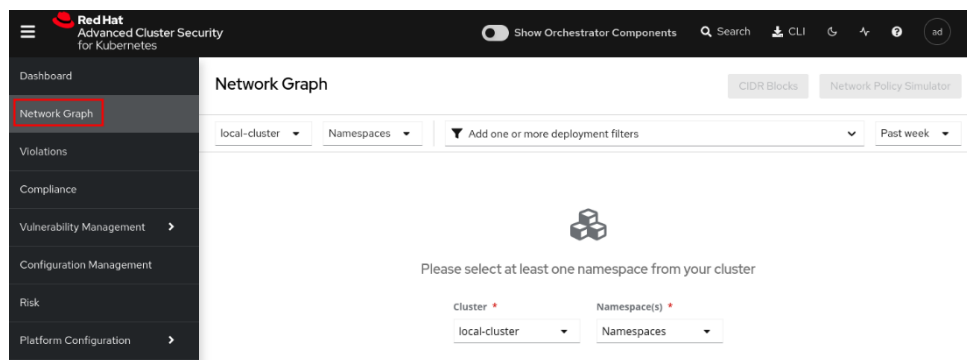 Red Hat
Advanced Cluster Security
for Kubernetes
Show Orchestrator Components
Search
CLI
ad
Dashboard
Network Graph
Violations
Compliance
Vulnerability Management
Configuration Management
Risk
Platform Configuration
Network Graph
CIDR Blocks
Network Policy Simulator
local-cluster
Namespaces
Add one or more deployment filters
Past week
Please select at least one namespace from your cluster
Cluster *
Namespace(s) *
local-cluster
Namespaces